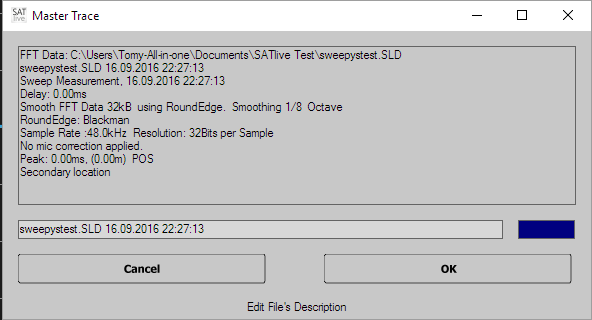 SAT
live
Master Trace
FFT Data: C:\Users\Tomy-All-in-one\Documents\SATlive Test\sweepystest.SLD
sweepystest.SLD 16.09.2016 22:27:13
Sweep Measurement, 16.09.2016 22:27:13
Delay: 0.00ms
Smooth FFT Data 32kB  using RoundEdge.  Smoothing 1/8  Octave
RoundEdge: Blackman
Sample Rate :48.0kHz  Resolution: 32Bits per Sample
No mic correction applied.
Peak: 0.00ms, (0.00m)  POS
Secondary location
sweepystest.SLD 16.09.2016 22:27:13
Cancel
OK
Edit File's Description